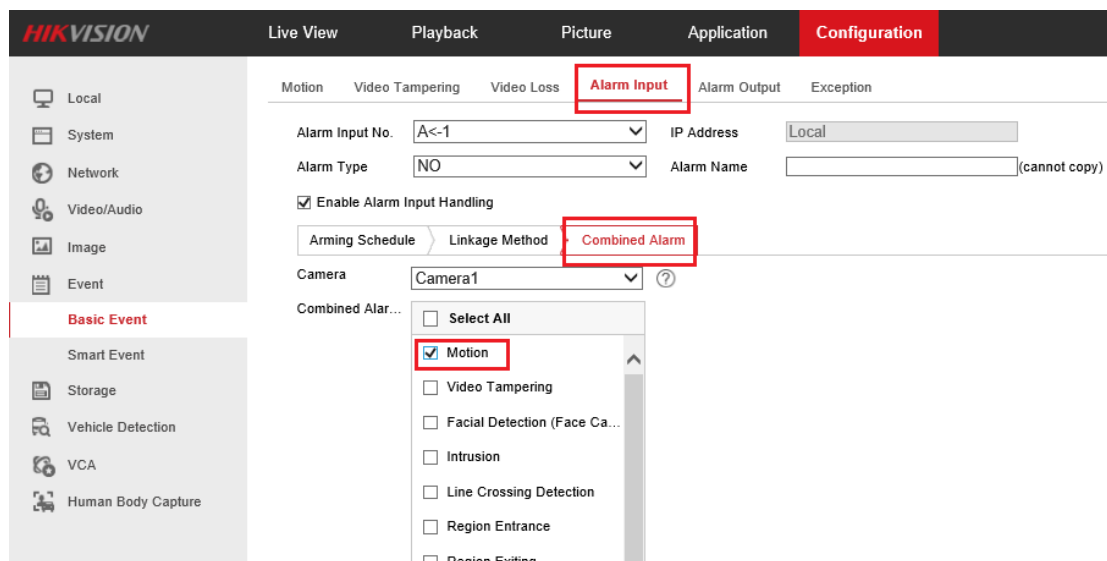 HIKVISION Live View Playback Picture Application Configuration
Motion Video Tampering Video Loss Alarm Input Alarm Output Exception
Local
System
Network
Video/Audio
Image
Event
Basic Event
Smart Event
Storage
Vehicle Detection
VCA
Human Body Capture
Alarm Input No. A<-1 IP Address Local
Alarm Type NO Alarm Name (cannot copy)
Enable Alarm Input Handling
Arming Schedule Linkage Method Combined Alarm
Camera Camera1 ?
Combined Alar... Select All
Motion
Video Tampering
Facial Detection (Face Ca...
Intrusion
Line Crossing Detection
Region Entrance
Region Exiting